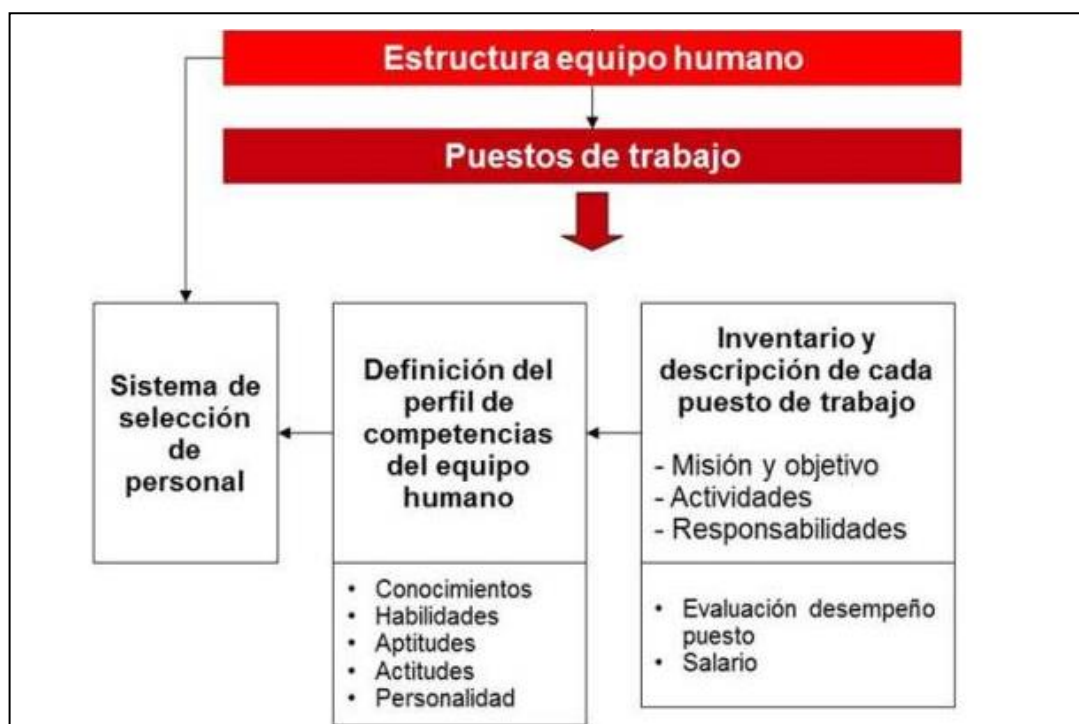 Estructura equipo humano
Puestos de trabajo
Sistema de
selección
de
personal
Definición del
perfil de
competencias
del equipo
humano
• Conocimientos
• Habilidades
• Aptitudes
• Actitudes
• Personalidad
Inventario y
descripción de cada
puesto de trabajo
- Misión y objetivo
- Actividades
- Responsabilidades
• Evaluación desempeño
puesto
• Salario